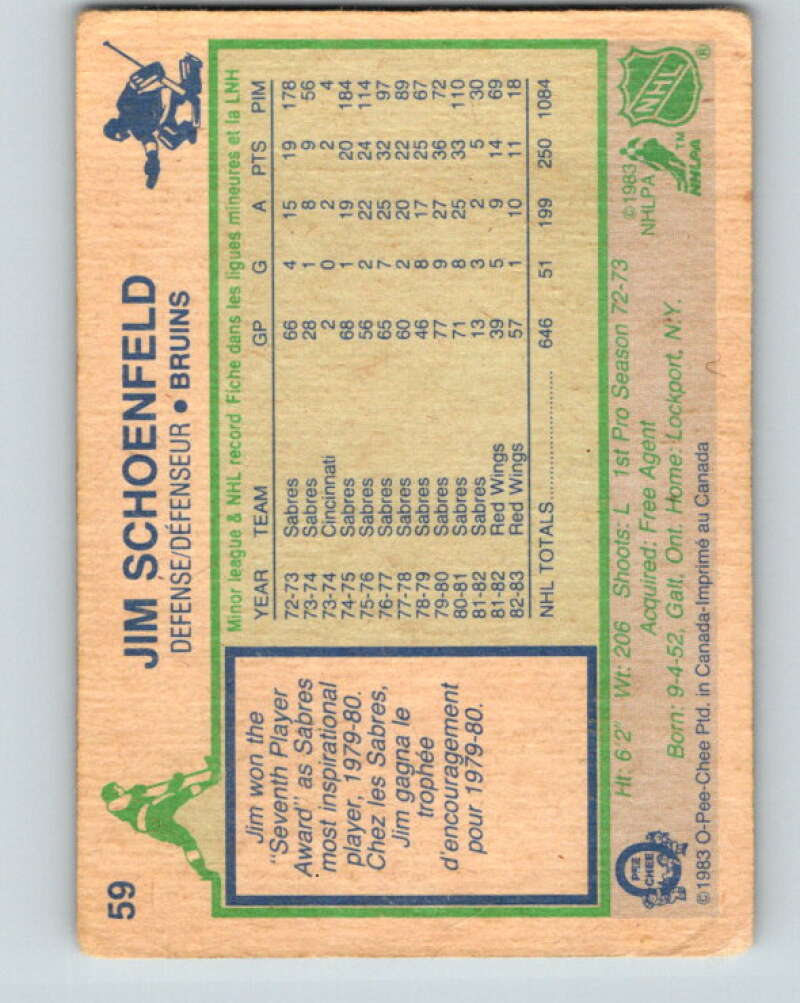 59
JIM SCHOENFELD
DEFENSE/DÉFENSEUR • BRUINS
Jim won the
"Seventh Player
Award" as Sabres
most inspirational
player, 1979-80.
Chez les Sabres,
Jim gagna le
trophée
d'encouragement
pour 1979-80.
Minor league & NHL record Fiche dans les ligues mineures et la LNH
YEAR TEAM GP G A PTS PIM
72-73 Sabres 66 4 15 19 178
73-74 Sabres 28 1 8 9 56
73-74 Cincinnati 2 0 2 2 4
74-75 Sabres 68 1 19 20 184
75-76 Sabres 56 2 22 24 114
76-77 Sabres 65 7 25 32 97
77-78 Sabres 60 2 20 22 89
78-79 Sabres 46 8 17 25 67
79-80 Sabres 77 9 27 36 72
80-81 Sabres 71 8 25 33 110
81-82 Sabres 13 3 2 5 30
81-82 Red Wings 39 5 9 14 69
82-83 Red Wings 57 1 10 11 18
NHL TOTALS.................... 646 51 199 250 1084
Ht: 6'2" Wt: 206 Shoots: L 1st Pro Season 72-73
Acquired: Free Agent
Born: 9-4-52, Galt, Ont. Home: Lockport, N.Y.
©1983
NHLPA
NHL ®
NHLPA ™
O
PEE
CHEE
©1983 O-Pee-Chee Ptd. in Canada-Imprimé au Canada